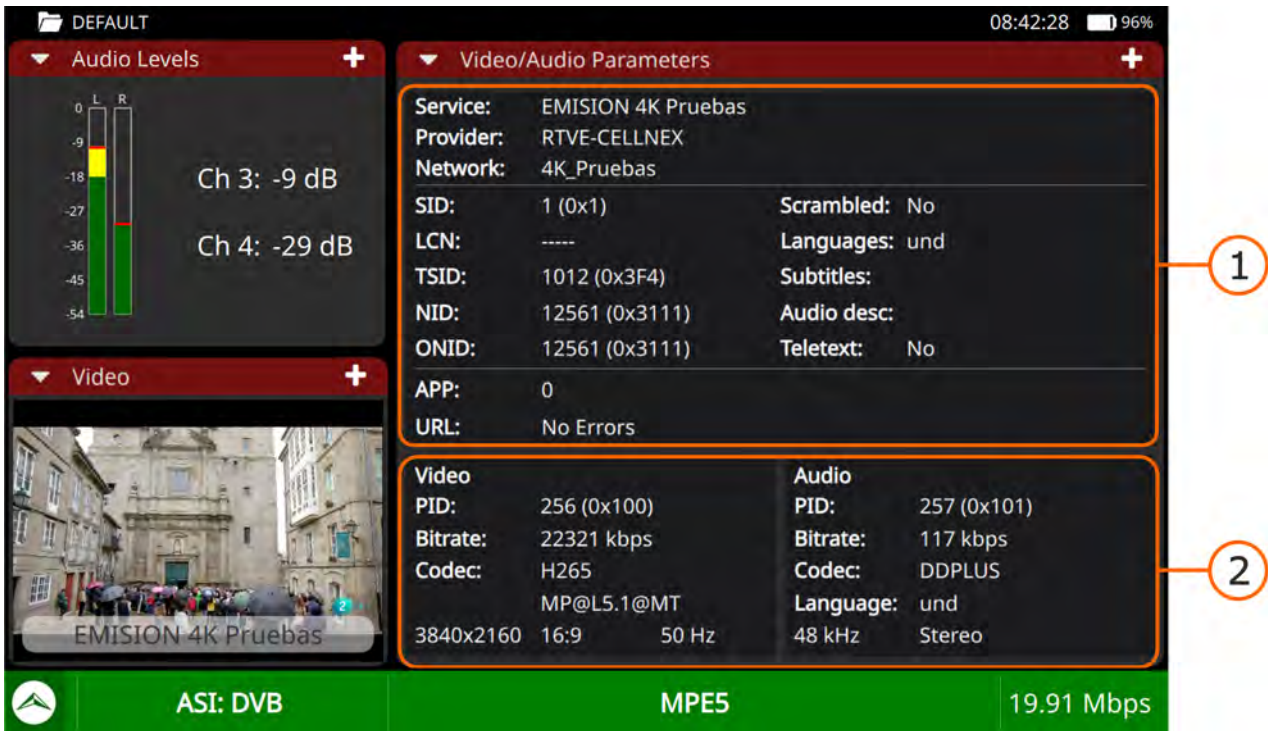 DEFAULT 08:42:28 96%
Audio Levels
L R
0
-9
-18
-27
-36
-45
-54
Ch 3: -9 dB
Ch 4: -29 dB
Video
2
EMISION 4K Pruebas
Video/Audio Parameters
Service: EMISION 4K Pruebas
Provider: RTVE-CELLNEX
Network: 4K_Pruebas
SID: 1 (0x1) Scrambled: No
LCN: ----- Languages: und
TSID: 1012 (0x3F4) Subtitles:
NID: 12561 (0x3111) Audio desc:
ONID: 12561 (0x3111) Teletext: No
APP: 0
URL: No Errors
1
Video Audio
PID: 256 (0x100) PID: 257 (0x101)
Bitrate: 22321 kbps Bitrate: 117 kbps
Codec: H265 Codec: DDPLUS
MP@L5.1@MT Language: und
3840x2160 16:9 50 Hz 48 kHz Stereo
2
ASI: DVB MPE5 19.91 Mbps